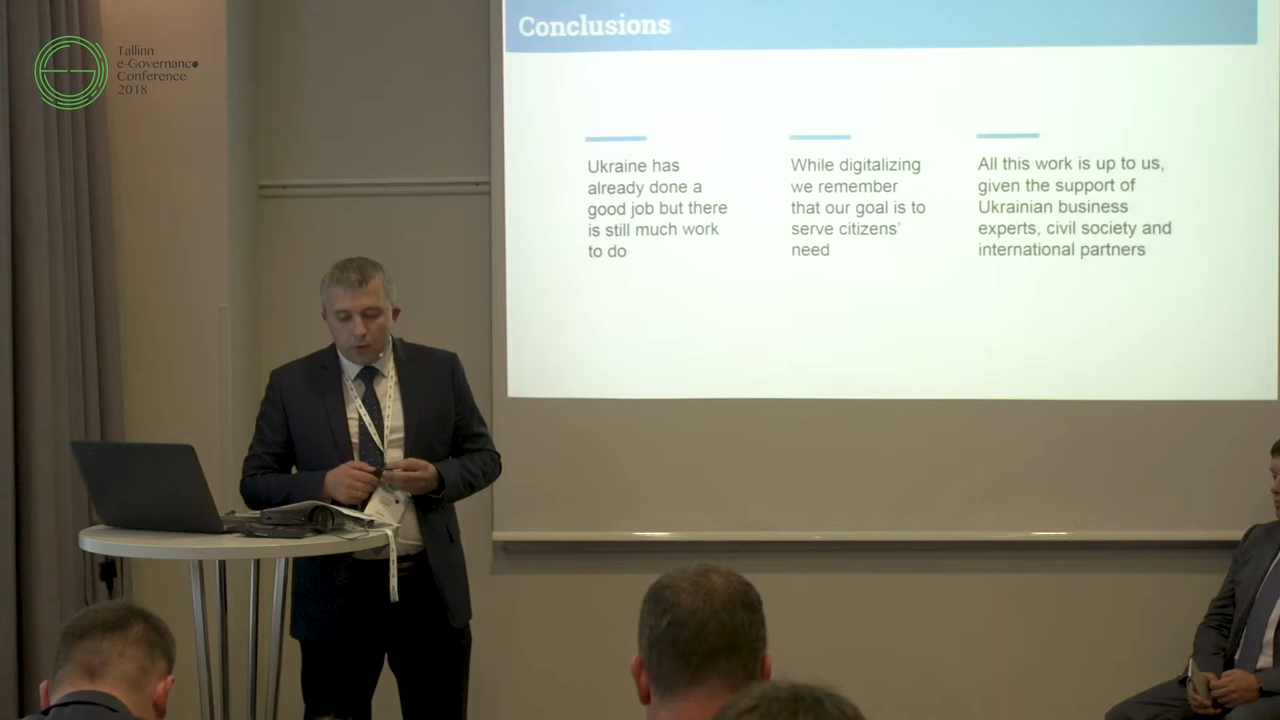 Tallinn
e-Governance
Conference
2018
Conclusions
Ukraine has
already done a
good job but there
is still much work
to do
While digitalizing
we remember
that our goal is to
serve citizens’
need
All this work is up to us,
given the support of
Ukrainian business
experts, civil society and
international partners